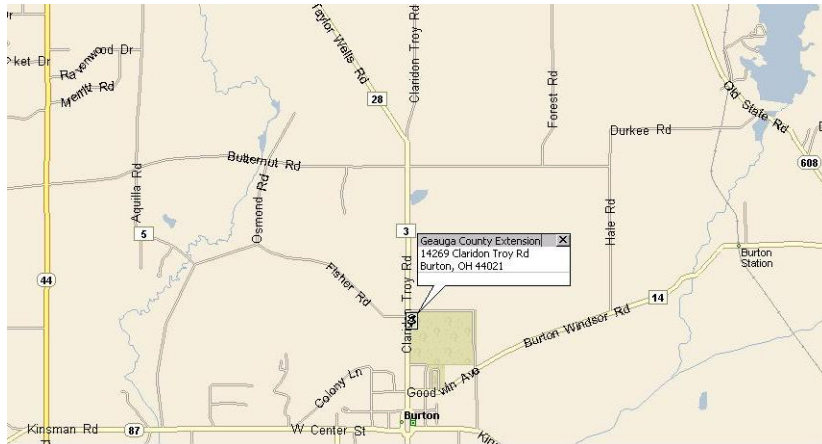 Dr
Taylor Wells Rd
Claridon Troy Rd
Ravenwood Dr
ket Dr
Merritt Rd
28
Forest Rd
Old State Rd
Durkee Rd
608
Butternut Rd
Aquilla Rd
Osmond Rd
Hale Rd
5
3
Geauga County Extension
14269 Claridon Troy Rd
Burton, OH 44021
Burton
Station
44
Fisher Rd
Claridon Troy Rd
14
Burton Windsor Rd
Colony Ln
Goodwin Ave
Burton
Kinsman Rd
87
W Center St